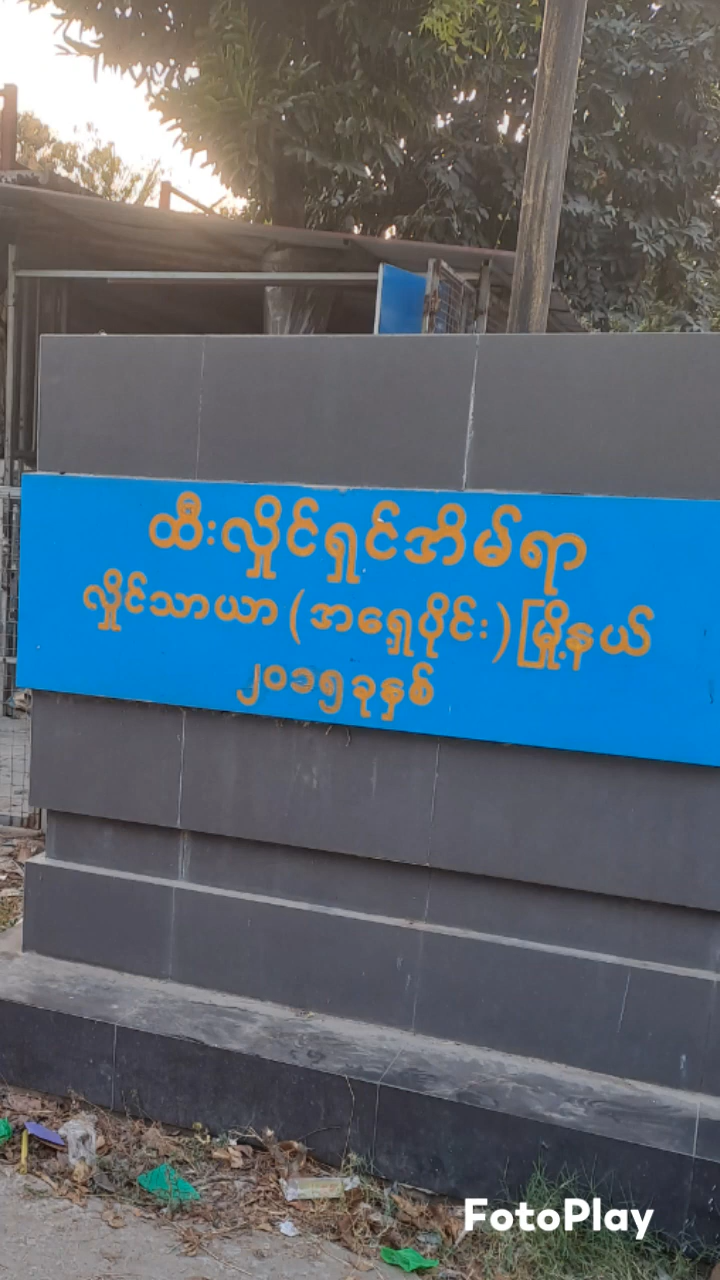 ထီးလှိုင်ရှင်အိမ်ရာ
လှိုင်သာယာ (အရှေ့ပိုင်း) မြို့နယ်
၂၀၁၅ ခုနှစ်
FotoPlay